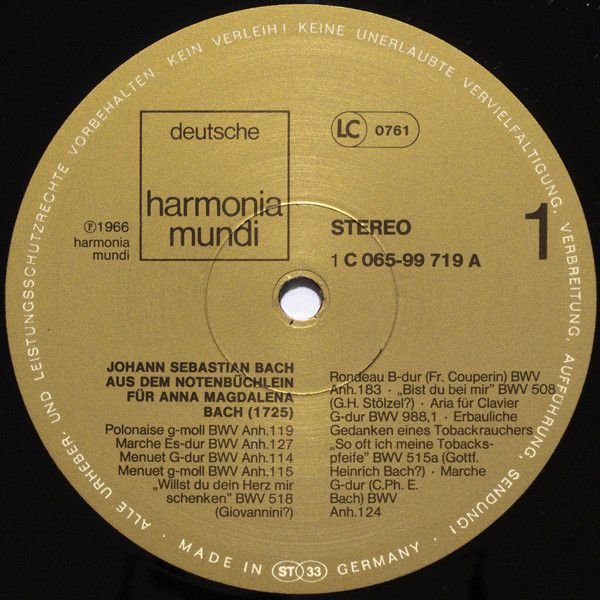 ALLE URHEBER- UND LEISTUNGSSCHUTZRECHTE VORBEHALTEN. KEIN VERLEIH! KEINE UNERLAUBTE VERVIELFÄLTIGUNG, VERBREITUNG, AUFFÜHRUNG, SENDUNG!
deutsche
harmonia
mundi
LC 0761
℗1966
harmonia
mundi
STEREO
1 C 065-99 719 A
1
JOHANN SEBASTIAN BACH
AUS DEM NOTENBÜCHLEIN
FÜR ANNA MAGDALENA
BACH (1725)
Polonaise g-moll BWV Anh.119
Marche Es-dur BWV Anh.127
Menuet G-dur BWV Anh.114
Menuet g-moll BWV Anh.115
„Willst du dein Herz mir
schenken" BWV 518
(Giovannini?)
Rondeau B-dur (Fr. Couperin) BWV
Anh.183 · „Bist du bei mir" BWV 508
(G.H. Stölzel?) · Aria für Clavier
G-dur BWV 988,1 · Erbauliche
Gedanken eines Tobackrauchers
„So oft ich meine Tobacks-
pfeife" BWV 515a (Gottf.
Heinrich Bach?) · Marche
G-dur (C.Ph. E.
Bach) BWV
Anh.124
· MADE IN ST 33 GERMANY ·